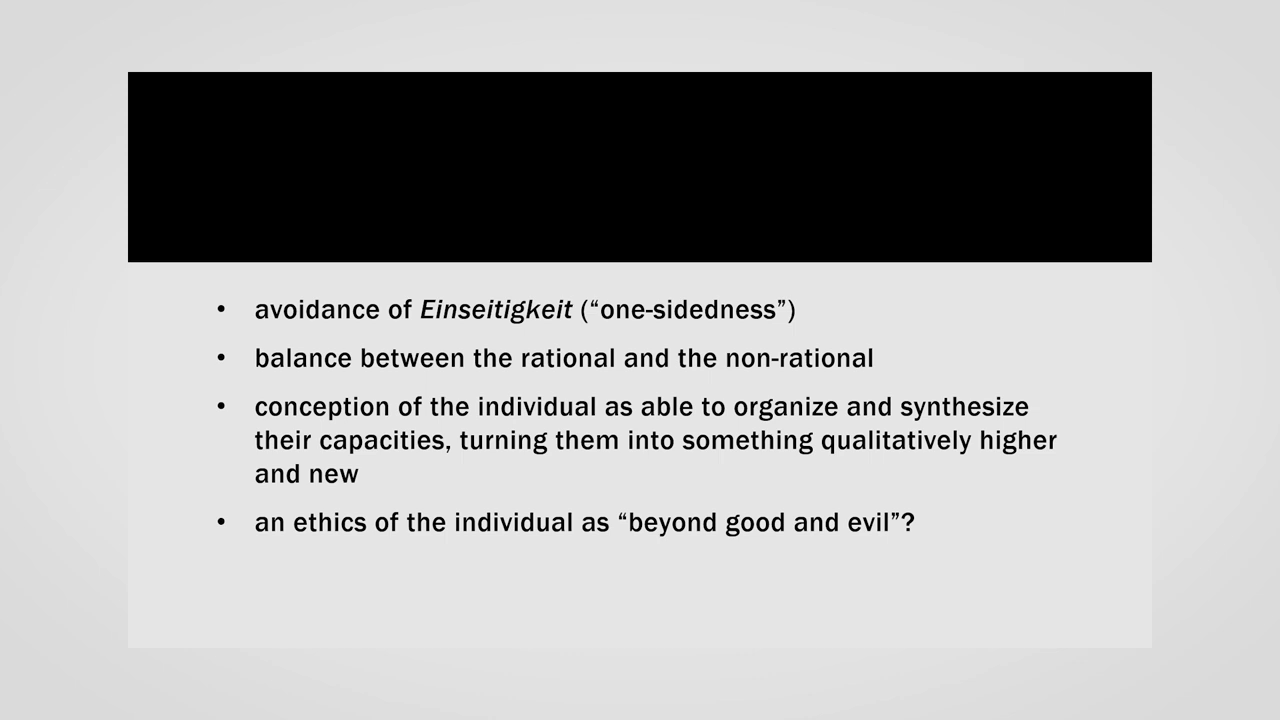 • avoidance of Einseitigkeit (“one-sidedness”)
• balance between the rational and the non-rational
• conception of the individual as able to organize and synthesize
their capacities, turning them into something qualitatively higher
and new
• an ethics of the individual as “beyond good and evil”?